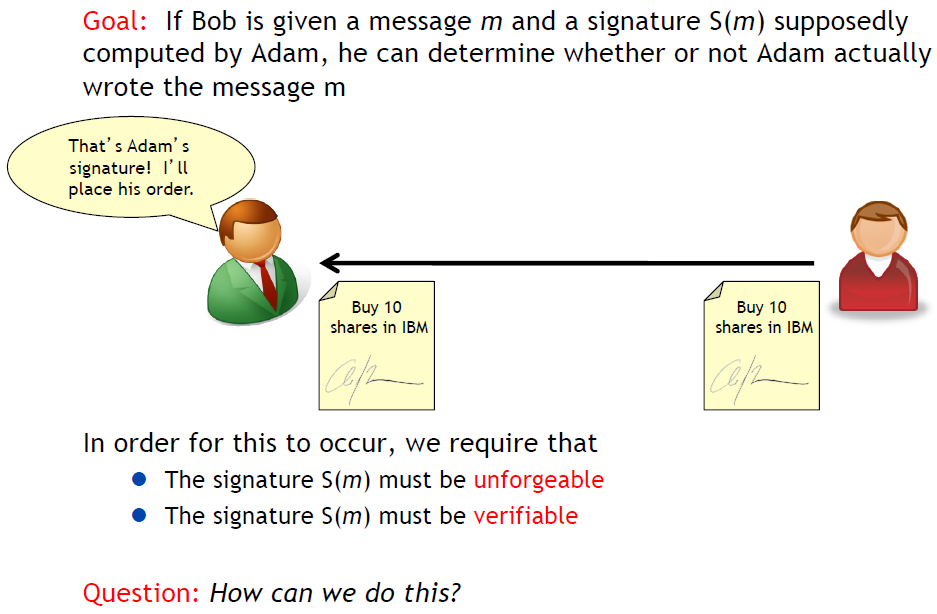 Goal: If Bob is given a message m and a signature S(m) supposedly
computed by Adam, he can determine whether or not Adam actually
wrote the message m
That's Adam's
signature! I'll
place his order.
Buy 10
shares in IBM
Buy 10
shares in IBM
In order for this to occur, we require that
● The signature S(m) must be unforgeable
● The signature S(m) must be verifiable
Question: How can we do this?